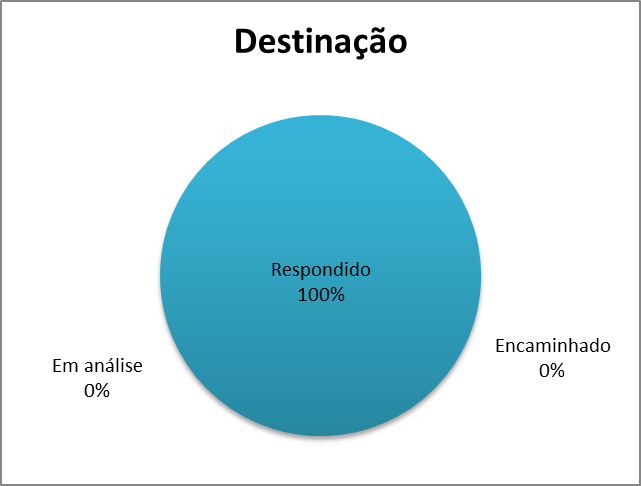 Destinação
Respondido
100%
Encaminhado
0%
Em análise
0%